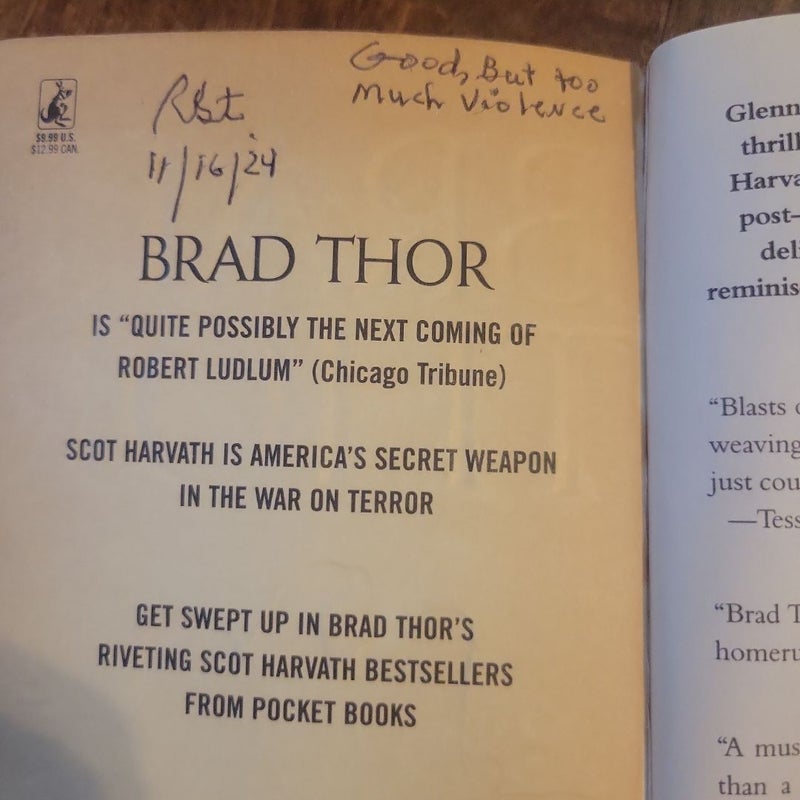 Good, But too
Much Violence
RBt
11/16/24
$9.99 U.S.
$12.99 CAN.
BRAD THOR
IS “QUITE POSSIBLY THE NEXT COMING OF
ROBERT LUDLUM” (Chicago Tribune)
SCOT HARVATH IS AMERICA’S SECRET WEAPON
IN THE WAR ON TERROR
GET SWEPT UP IN BRAD THOR’S
RIVETING SCOT HARVATH BESTSELLERS
FROM POCKET BOOKS
Glenn
thrill
Harva
post–
deli
reminis
“Blasts
weaving
just cou
—Tess
“Brad T
homeru
“A mus
than a